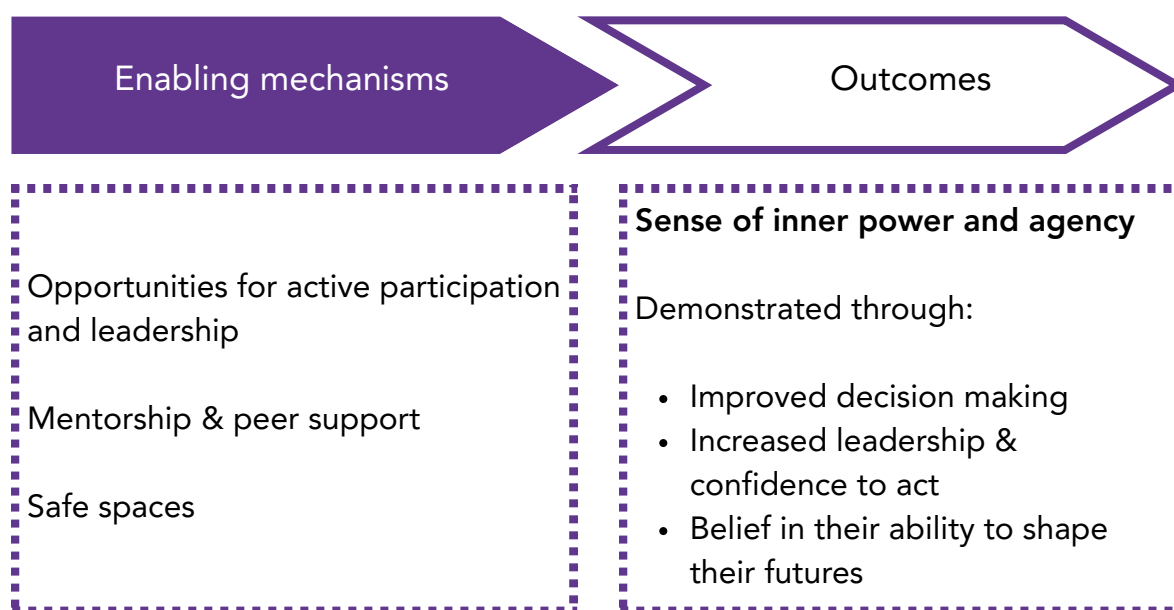 Enabling mechanisms
Outcomes
Opportunities for active participation
and leadership
Mentorship & peer support
Safe spaces
Sense of inner power and agency
Demonstrated through:
• Improved decision making
• Increased leadership &
confidence to act
• Belief in their ability to shape
their futures